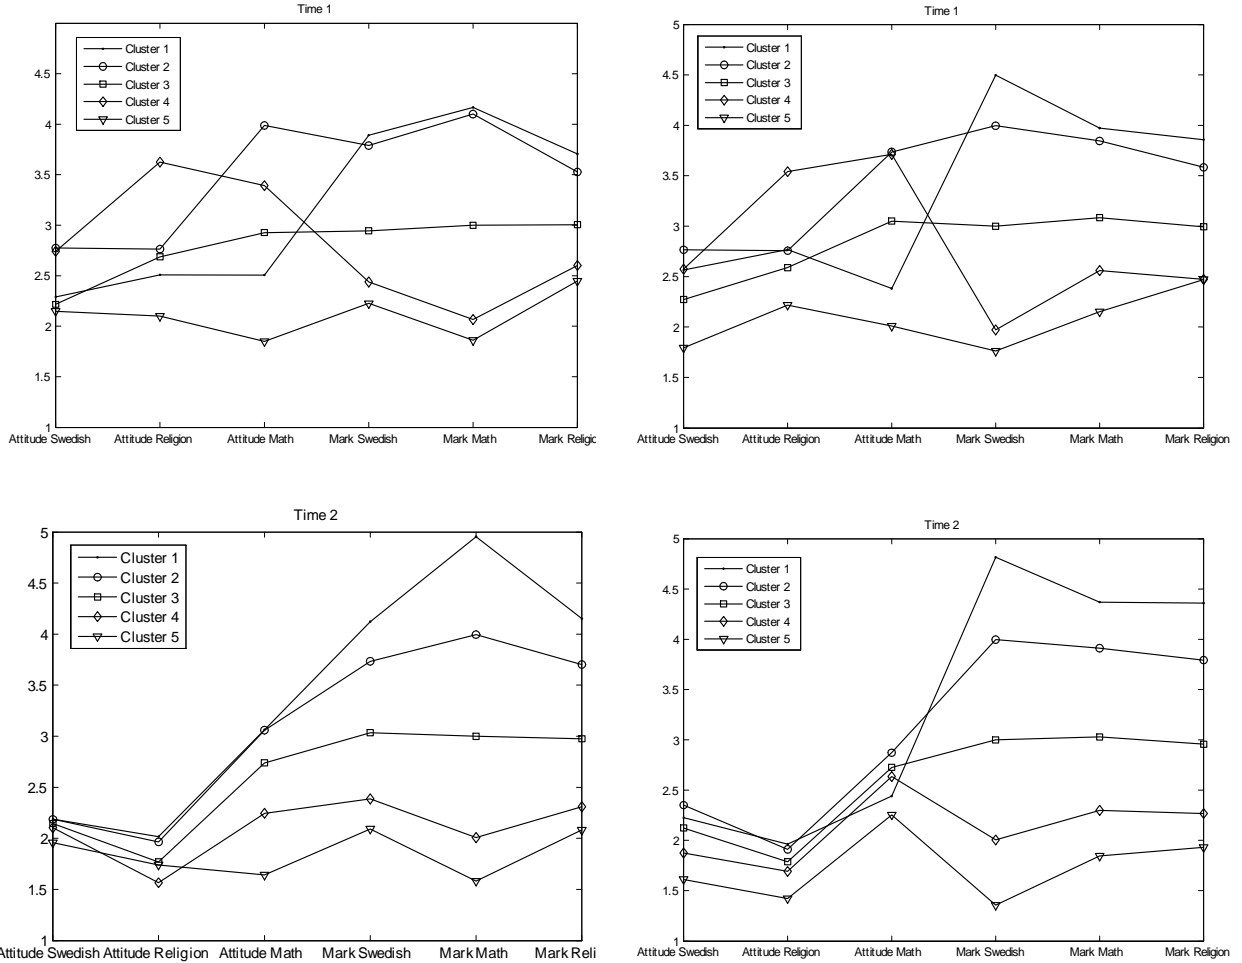 Time 1
Cluster 1
Cluster 2
Cluster 3
Cluster 4
Cluster 5
4.5
4
3.5
3
2.5
2
1.5
1
Attitude Swedish Attitude Religion Attitude Math Mark Swedish Mark Math Mark Religic
Time 1
5
Cluster 1
Cluster 2
Cluster 3
Cluster 4
Cluster 5
4.5
4
3.5
3
2.5
2
1.5
1
Attitude Swedish Attitude Religion Attitude Math Mark Swedish Mark Math Mark Religion
Time 2
5
Cluster 1
Cluster 2
Cluster 3
Cluster 4
Cluster 5
4.5
4
3.5
3
2.5
2
1.5
1
Attitude Swedish Attitude Religion Attitude Math Mark Swedish Mark Math Mark Reli
Time 2
5
Cluster 1
Cluster 2
Cluster 3
Cluster 4
Cluster 5
4.5
4
3.5
3
2.5
2
1.5
1
Attitude Swedish Attitude Religion Attitude Math Mark Swedish Mark Math Mark Religion